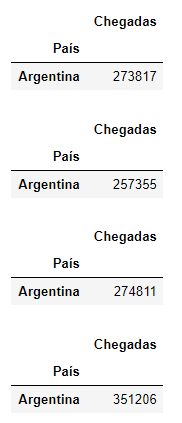 Chegadas
País
Argentina 273817
Chegadas
País
Argentina 257355
Chegadas
País
Argentina 274811
Chegadas
País
Argentina 351206